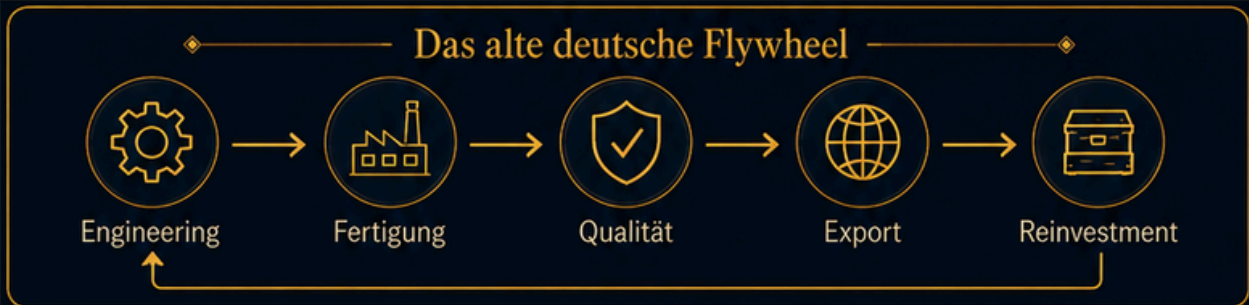 Das alte deutsche Flywheel
Engineering
Fertigung
Qualität
Export
Reinvestment